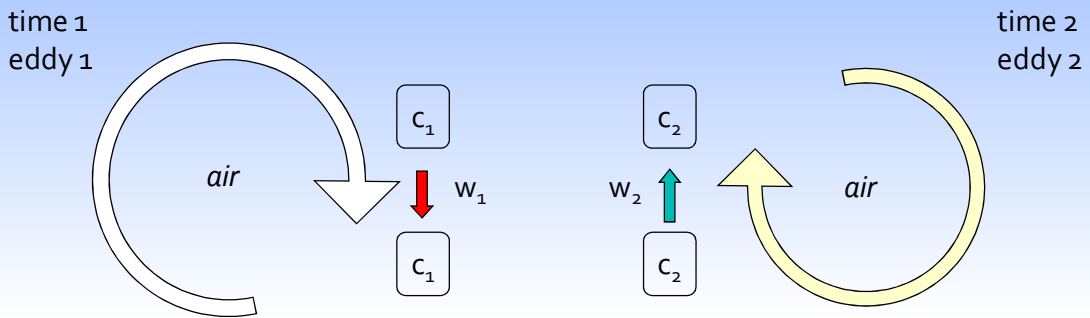 time 1
eddy 1
time 2
eddy 2
c₁
c₂
air
w₁
w₂
air
c₁
c₂